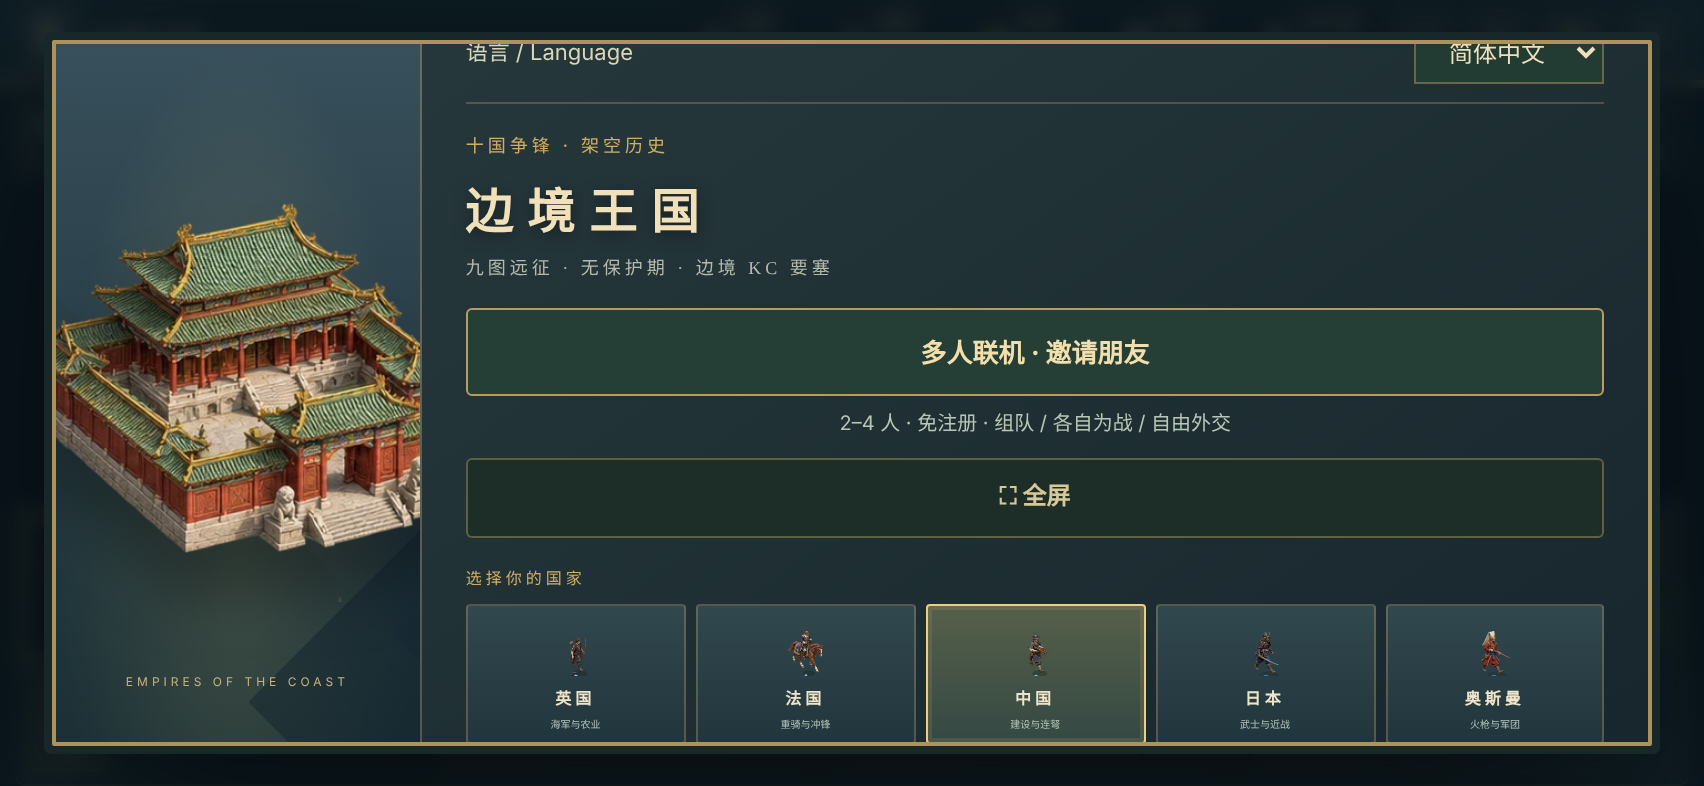 语言 / Language
简体中文
十国争锋 · 架空历史
边境王国
九图远征 · 无保护期 · 边境 KC 要塞
多人联机 · 邀请朋友
2–4 人 · 免注册 · 组队 / 各自为战 / 自由外交
全屏
选择你的国家
英国
海军与农业
法国
重骑与冲锋
中国
建设与连弩
日本
武士与近战
奥斯曼
火枪与军团
EMPIRES OF THE COAST